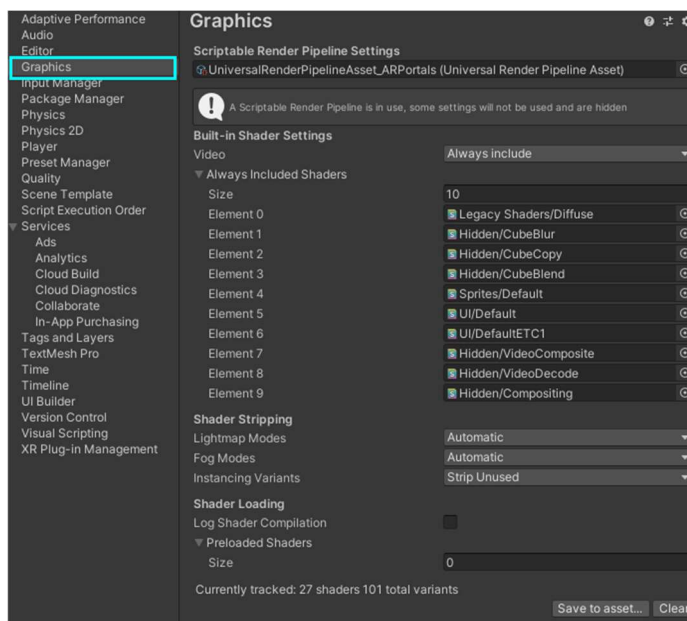 Adaptive Performance
Audio
Editor
Graphics
Input Manager
Package Manager
Physics
Physics 2D
Player
Preset Manager
Quality
Scene Template
Script Execution Order
Services
Ads
Analytics
Cloud Build
Cloud Diagnostics
Collaborate
In-App Purchasing
Tags and Layers
TextMesh Pro
Time
Timeline
UI Builder
Version Control
Visual Scripting
XR Plug-in Management
Graphics
Scriptable Render Pipeline Settings
UniversalRenderPipelineAsset_ARPortals (Universal Render Pipeline Asset)
A Scriptable Render Pipeline is in use, some settings will not be used and are hidden
Built-in Shader Settings
Video Always include
Always Included Shaders
Size 10
Element 0 Legacy Shaders/Diffuse
Element 1 Hidden/CubeBlur
Element 2 Hidden/CubeCopy
Element 3 Hidden/CubeBlend
Element 4 Sprites/Default
Element 5 UI/Default
Element 6 UI/DefaultETC1
Element 7 Hidden/VideoComposite
Element 8 Hidden/VideoDecode
Element 9 Hidden/Compositing
Shader Stripping
Lightmap Modes Automatic
Fog Modes Automatic
Instancing Variants Strip Unused
Shader Loading
Log Shader Compilation
Preloaded Shaders
Size 0
Currently tracked: 27 shaders 101 total variants
Save to asset... Clear